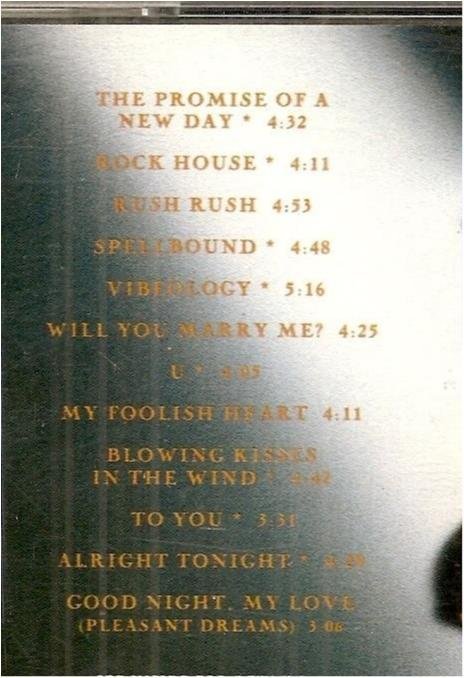 THE PROMISE OF A
NEW DAY * 4:32
ROCK HOUSE * 4:11
RUSH RUSH 4:53
SPELLBOUND * 4:48
VIBEOLOGY * 5:16
WILL YOU MARRY ME? 4:25
U * 4:05
MY FOOLISH HEART 4:11
BLOWING KISSES
IN THE WIND *
TO YOU * 3:31
ALRIGHT TONIGHT *
GOOD NIGHT, MY LOVE
(PLEASANT DREAMS) 3:06